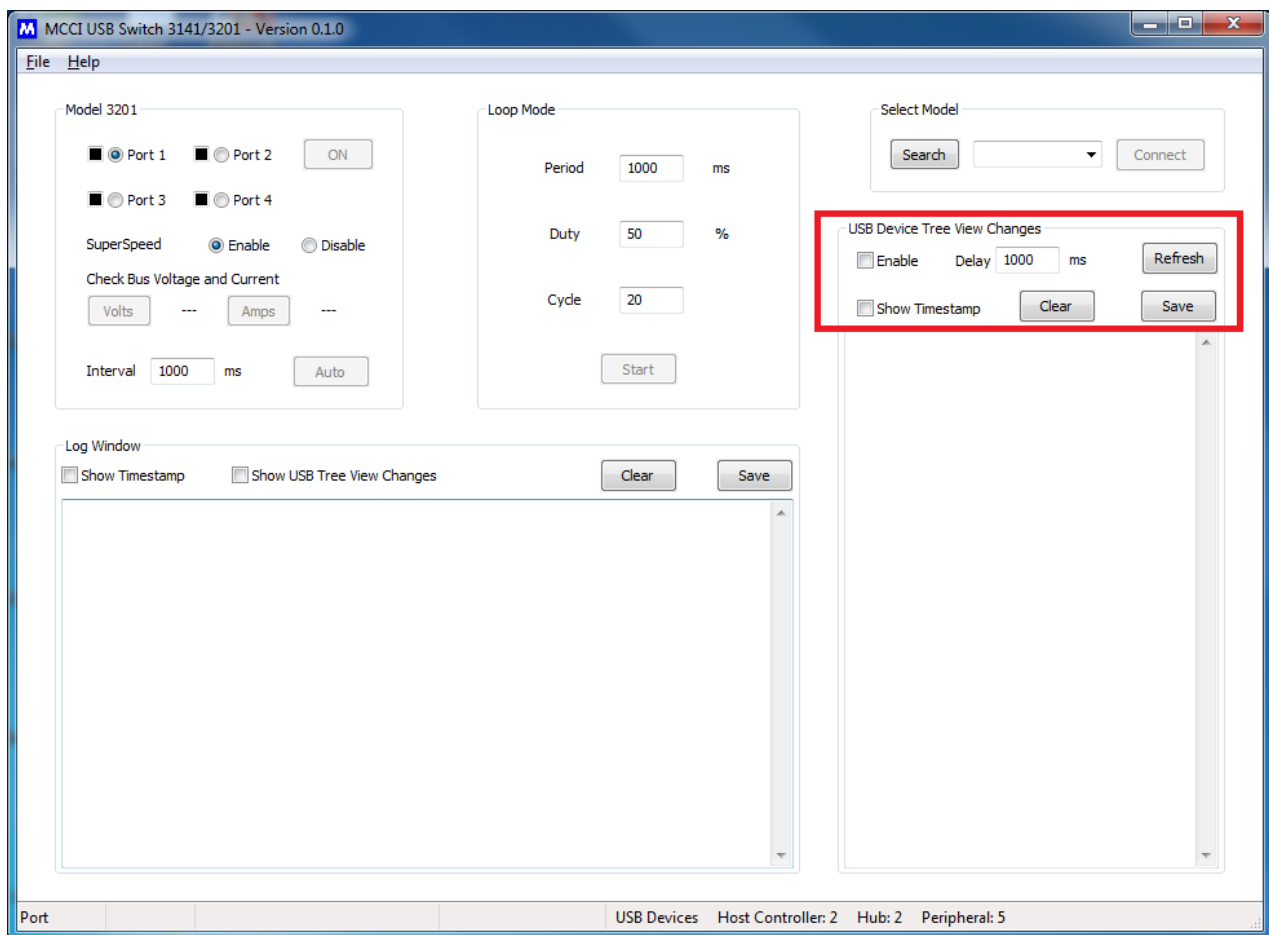 MCCI USB Switch 3141/3201 - Version 0.1.0
File Help
Model 3201
Port 1 Port 2 ON
Port 3 Port 4
SuperSpeed Enable Disable
Check Bus Voltage and Current
Volts --- Amps ---
Interval 1000 ms Auto
Loop Mode
Period 1000 ms
Duty 50 %
Cycle 20
Start
Select Model
Search Connect
USB Device Tree View Changes
Enable Delay 1000 ms Refresh
Show Timestamp Clear Save
Log Window
Show Timestamp Show USB Tree View Changes Clear Save
Port USB Devices Host Controller: 2 Hub: 2 Peripheral: 5